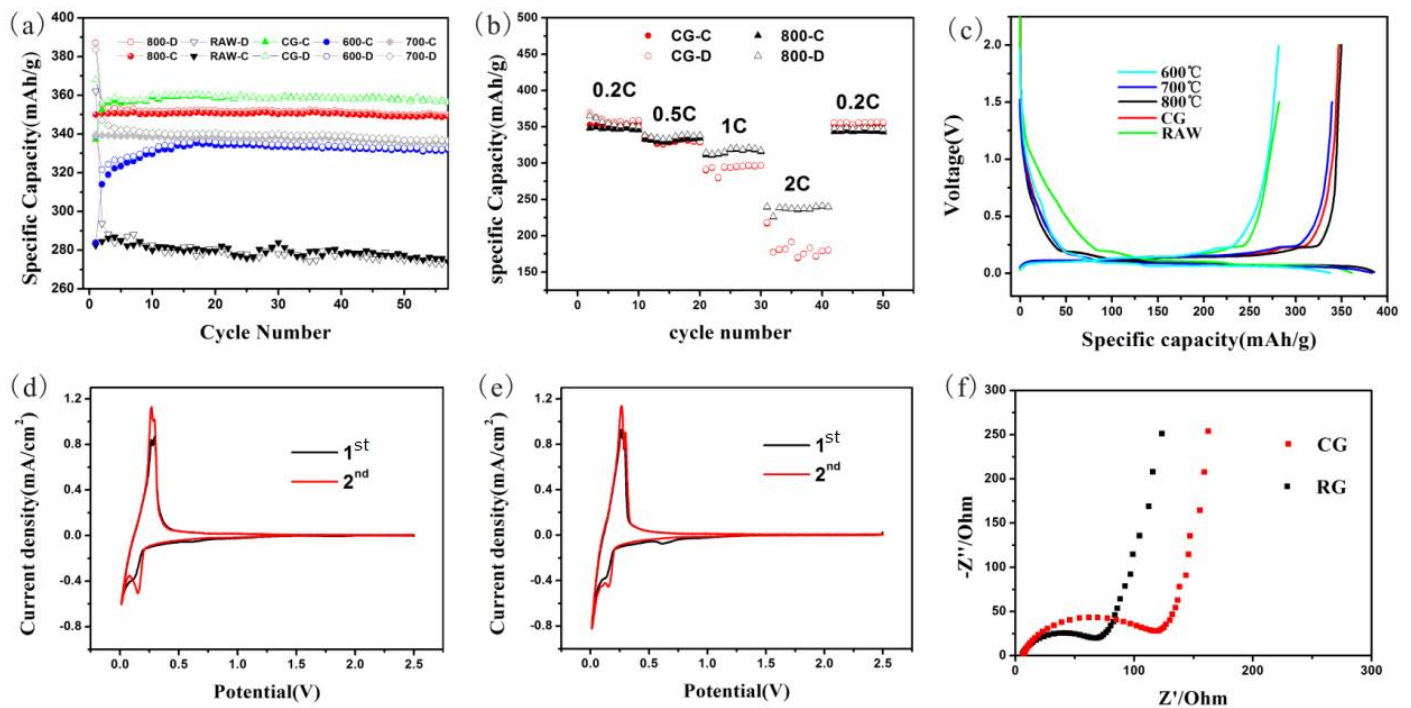 (a)
400
380
360
340
320
300
280
260
Specific Capacity(mAh/g)
800-D RAW-D CG-C 600-C 700-C
800-C RAW-C CG-D 600-D 700-D
0 10 20 30 40 50
Cycle Number
(b)
500
450
400
350
300
250
200
150
specific Capacity(mAh/g)
CG-C 800-C
CG-D 800-D
0.2C
0.5C
1C
2C
0.2C
0 10 20 30 40 50
cycle number
(c)
2.0
1.5
1.0
0.5
0.0
Voltage(V)
600℃
700℃
800℃
CG
RAW
0 50 100 150 200 250 300 350 400
Specific capacity(mAh/g)
(d)
1.2
0.8
0.4
0.0
-0.4
-0.8
Current density(mA/cm²)
1st
2nd
0.0 0.5 1.0 1.5 2.0 2.5
Potential(V)
(e)
1.2
0.8
0.4
0.0
-0.4
-0.8
Current density(mA/cm²)
1st
2nd
0.0 0.5 1.0 1.5 2.0 2.5
Potential(V)
(f)
300
250
200
150
100
50
0
-Z''/Ohm
CG
RG
0 100 200 300
Z'/Ohm